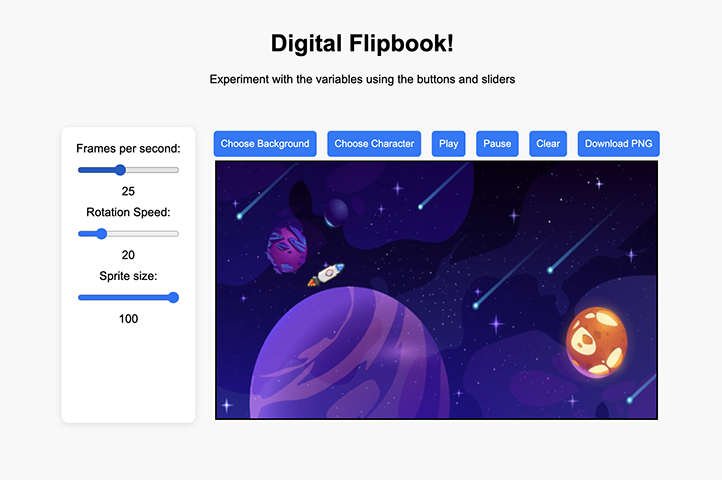 Digital Flipbook!
Experiment with the variables using the buttons and sliders
Frames per second:
25
Rotation Speed:
20
Sprite size:
100
Choose Background
Choose Character
Play
Pause
Clear
Download PNG